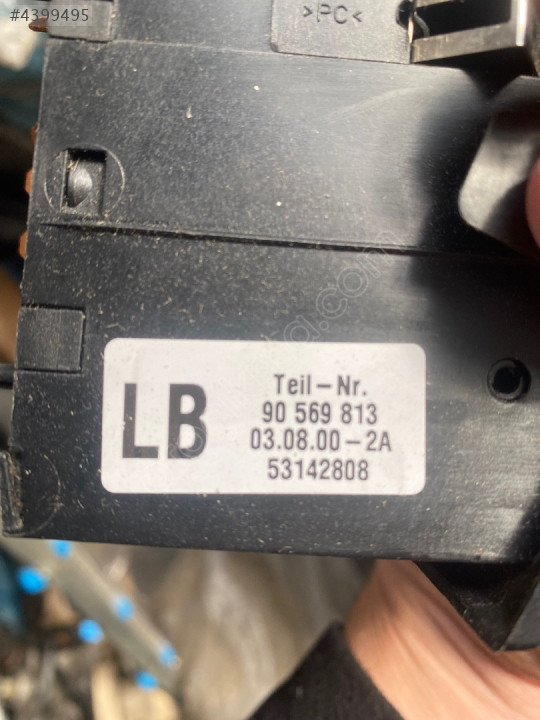 #4399495
>PC<
LB
Teil-Nr.
90 569 813
03.08.00-2A
53142808